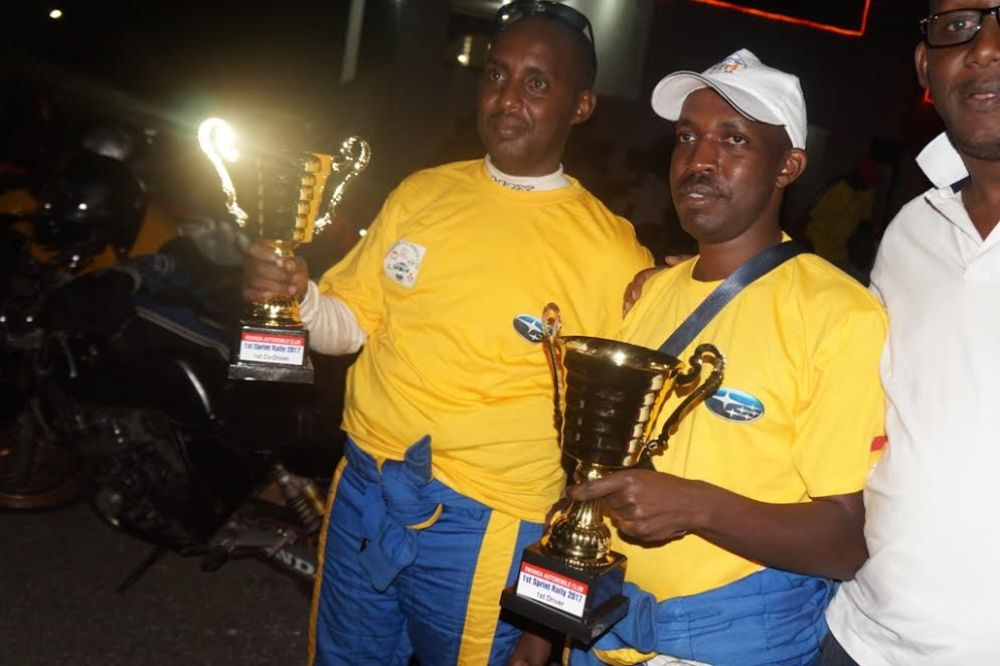 RWANDA AUTOMOBILE CLUB
1st Sprint Rally 2017
1st Co-Driver
RWANDA AUTOMOBILE CLUB
1st Sprint Rally 2017
1st Driver
HONDA